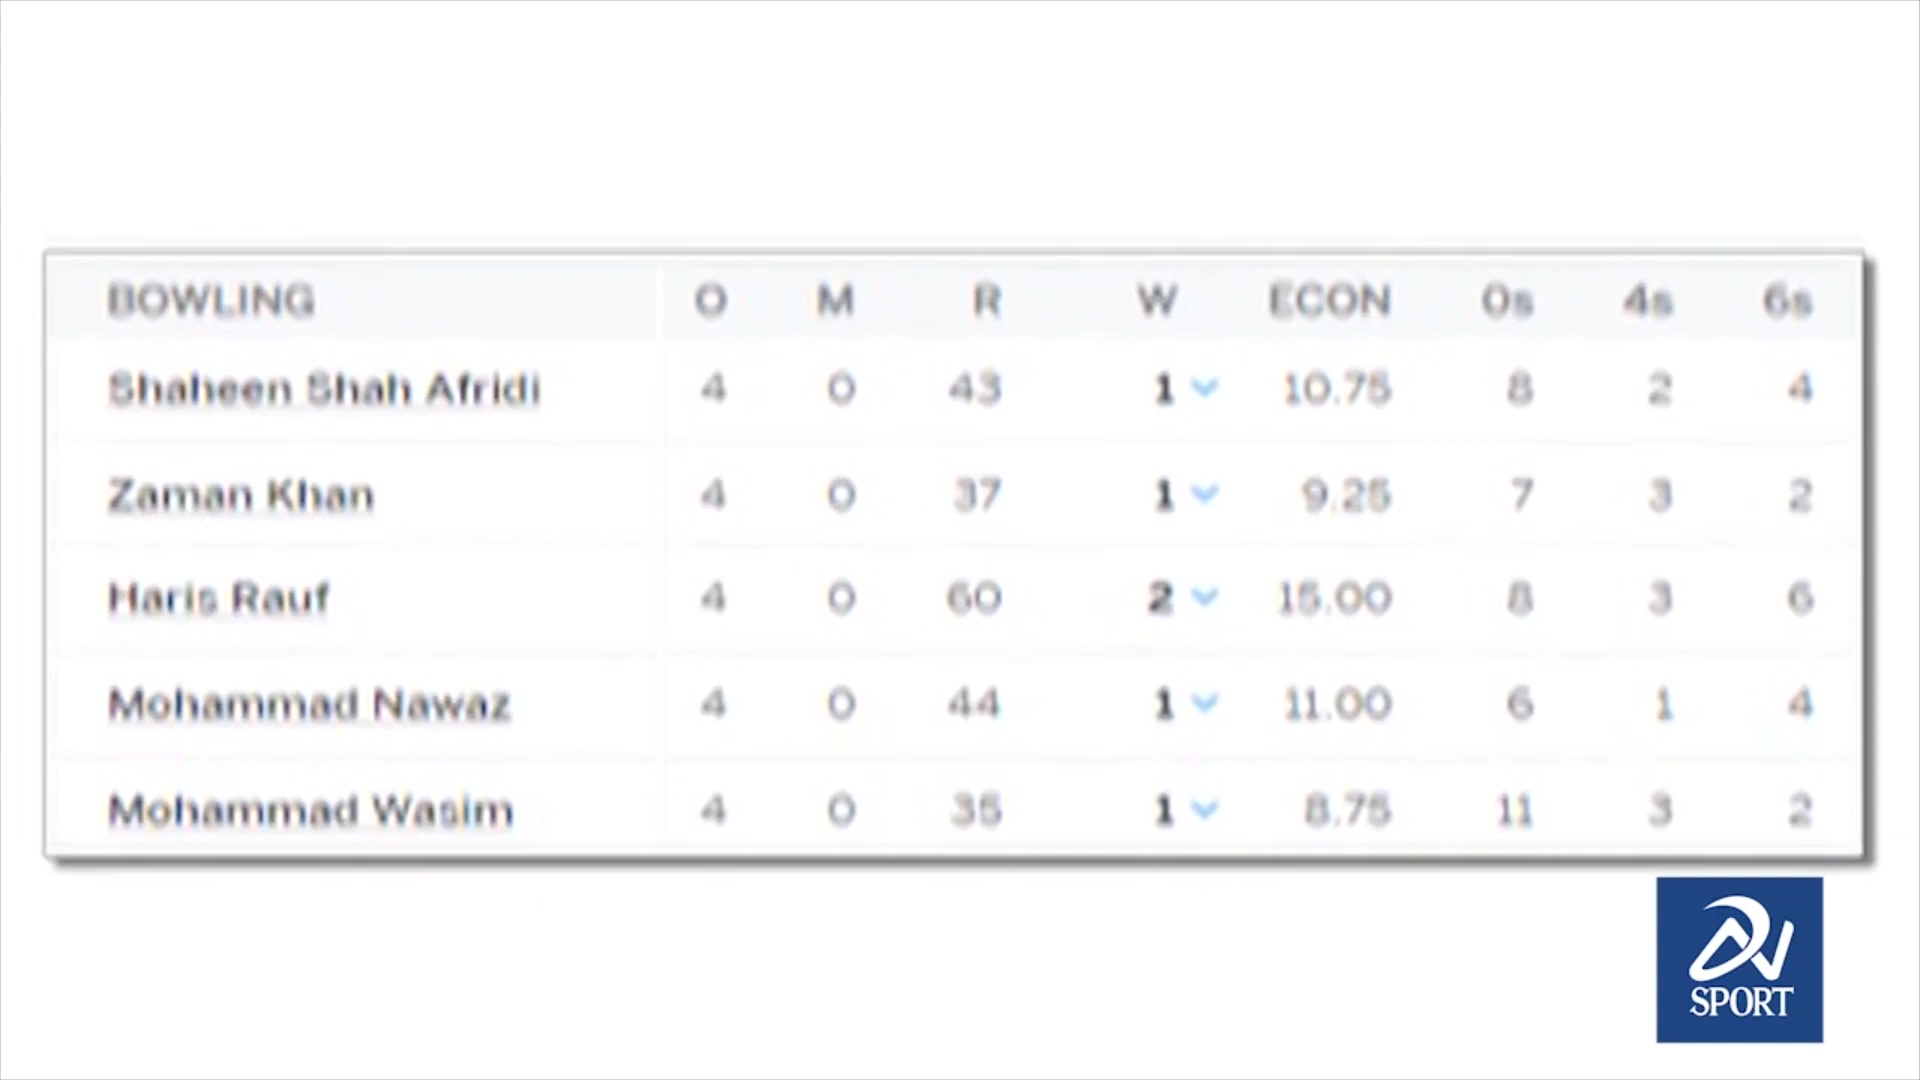 BOWLING O M R W ECON 0s 4s 6s
Shaheen Shah Afridi 4 0 43 1 10.75 8 2 4
Zaman Khan 4 0 37 1 9.25 7 3 2
Haris Rauf 4 0 60 2 15.00 8 3 6
Mohammad Nawaz 4 0 44 1 11.00 6 1 4
Mohammad Wasim 4 0 35 1 8.75 11 3 2
SPORT